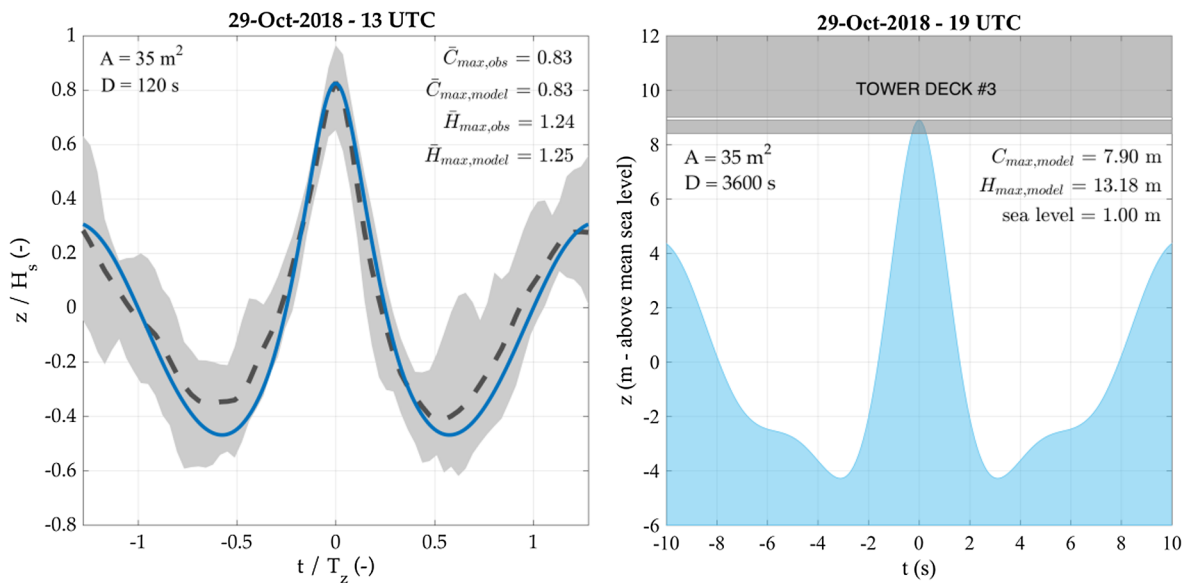 29-Oct-2018 - 13 UTC
A = 35 m²
D = 120 s
C̄max,obs = 0.83
C̄max,model = 0.83
H̄max,obs = 1.24
H̄max,model = 1.25
1
0.8
0.6
0.4
0.2
0
-0.2
-0.4
-0.6
-0.8
z / Hs (-)
-1
-0.5
0
0.5
1
t / Tz (-)
29-Oct-2018 - 19 UTC
TOWER DECK #3
A = 35 m²
D = 3600 s
Cmax,model = 7.90 m
Hmax,model = 13.18 m
sea level = 1.00 m
12
10
8
6
4
2
0
-2
-4
-6
z (m - above mean sea level)
-10
-8
-6
-4
-2
0
2
4
6
8
10
t (s)